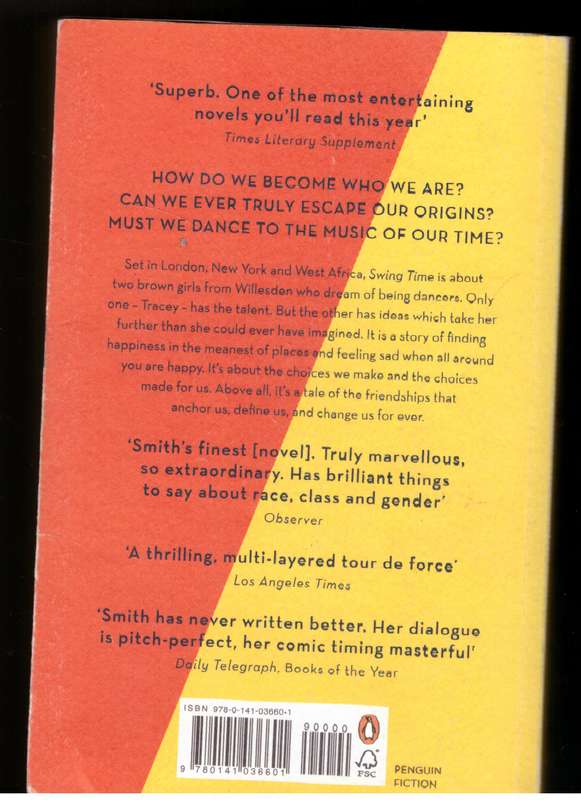 ‘Superb. One of the most entertaining
novels you’ll read this year’
Times Literary Supplement
HOW DO WE BECOME WHO WE ARE?
CAN WE EVER TRULY ESCAPE OUR ORIGINS?
MUST WE DANCE TO THE MUSIC OF OUR TIME?
Set in London, New York and West Africa, Swing Time is about
two brown girls from Willesden who dream of being dancers. Only
one – Tracey – has the talent. But the other has ideas which take her
further than she could ever have imagined. It is a story of finding
happiness in the meanest of places and feeling sad when all around
you are happy. It’s about the choices we make and the choices
made for us. Above all, it’s a tale of the friendships that
anchor us, define us, and change us for ever.
‘Smith’s finest [novel]. Truly marvellous,
so extraordinary. Has brilliant things
to say about race, class and gender’
Observer
‘A thrilling, multi-layered tour de force’
Los Angeles Times
‘Smith has never written better. Her dialogue
is pitch-perfect, her comic timing masterful’
Daily Telegraph, Books of the Year
ISBN 978-0-141-03660-1
90000
9 780141 036601
FSC
PENGUIN
FICTION